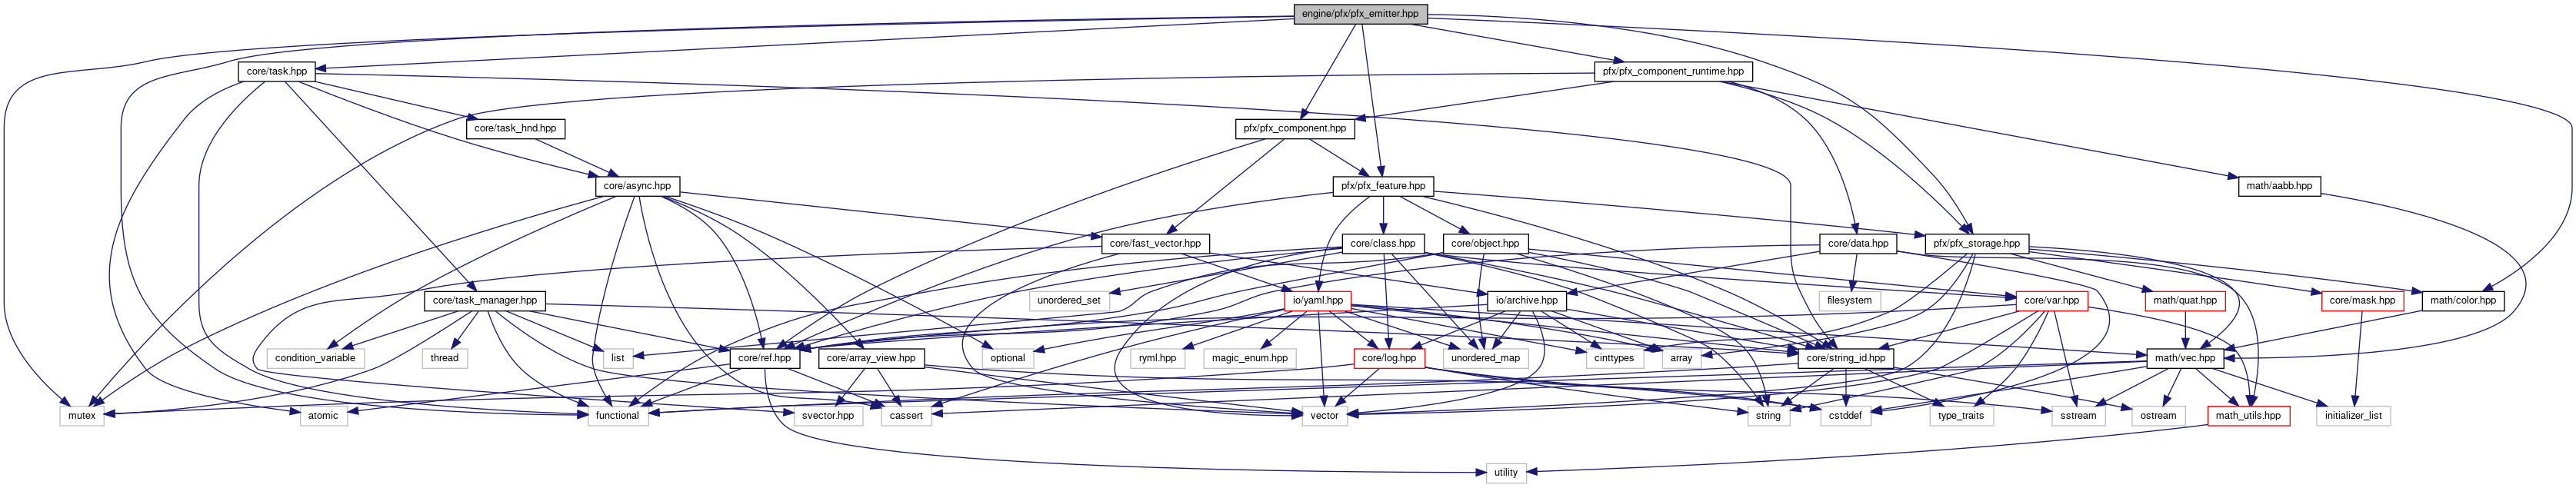 engine/pfx/pfx_emitter.hpp
core/task.hpp
pfx/pfx_component_runtime.hpp
core/task_hnd.hpp
pfx/pfx_component.hpp
core/async.hpp
pfx/pfx_feature.hpp
math/aabb.hpp
core/fast_vector.hpp
core/class.hpp
core/object.hpp
core/data.hpp
pfx/pfx_storage.hpp
core/task_manager.hpp
unordered_set
io/yaml.hpp
io/archive.hpp
filesystem
core/var.hpp
math/quat.hpp
core/mask.hpp
math/color.hpp
condition_variable
thread
list
core/ref.hpp
core/array_view.hpp
optional
ryml.hpp
magic_enum.hpp
core/log.hpp
unordered_map
cinttypes
array
core/string_id.hpp
math/vec.hpp
mutex
atomic
functional
svector.hpp
cassert
vector
string
cstddef
type_traits
sstream
ostream
math_utils.hpp
initializer_list
utility